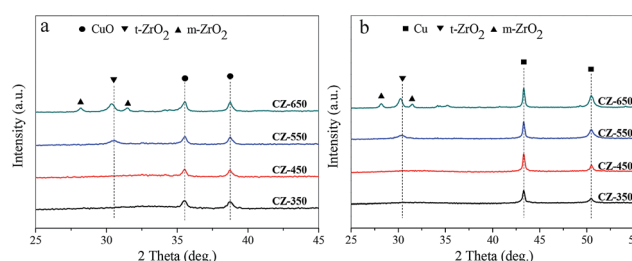 a
CuO t-ZrO2 m-ZrO2
CZ-650
CZ-550
CZ-450
CZ-350
Intensity (a.u.)
25 30 35 40 45
2 Theta (deg.)
b
Cu t-ZrO2 m-ZrO2
CZ-650
CZ-550
CZ-450
CZ-350
Intensity (a.u.)
25 30 35 40 45 50 55
2 Theta (deg.)